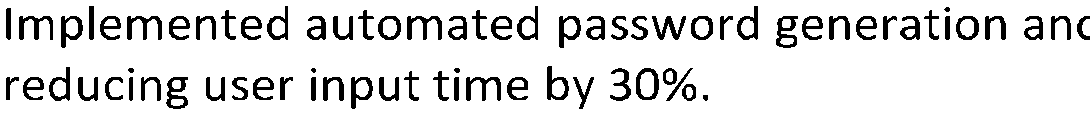 Implemented automated password generation and
reducing user input time by 30%.